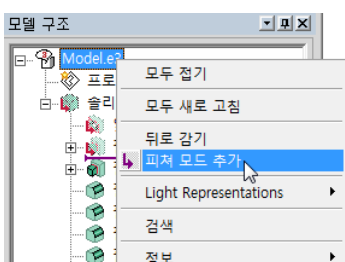 모델 구조
Model.e3
프로
모두 접기
솔리
모두 새로 고침
뒤로 감기
피쳐 모드 추가
Light Representations
검색
정보